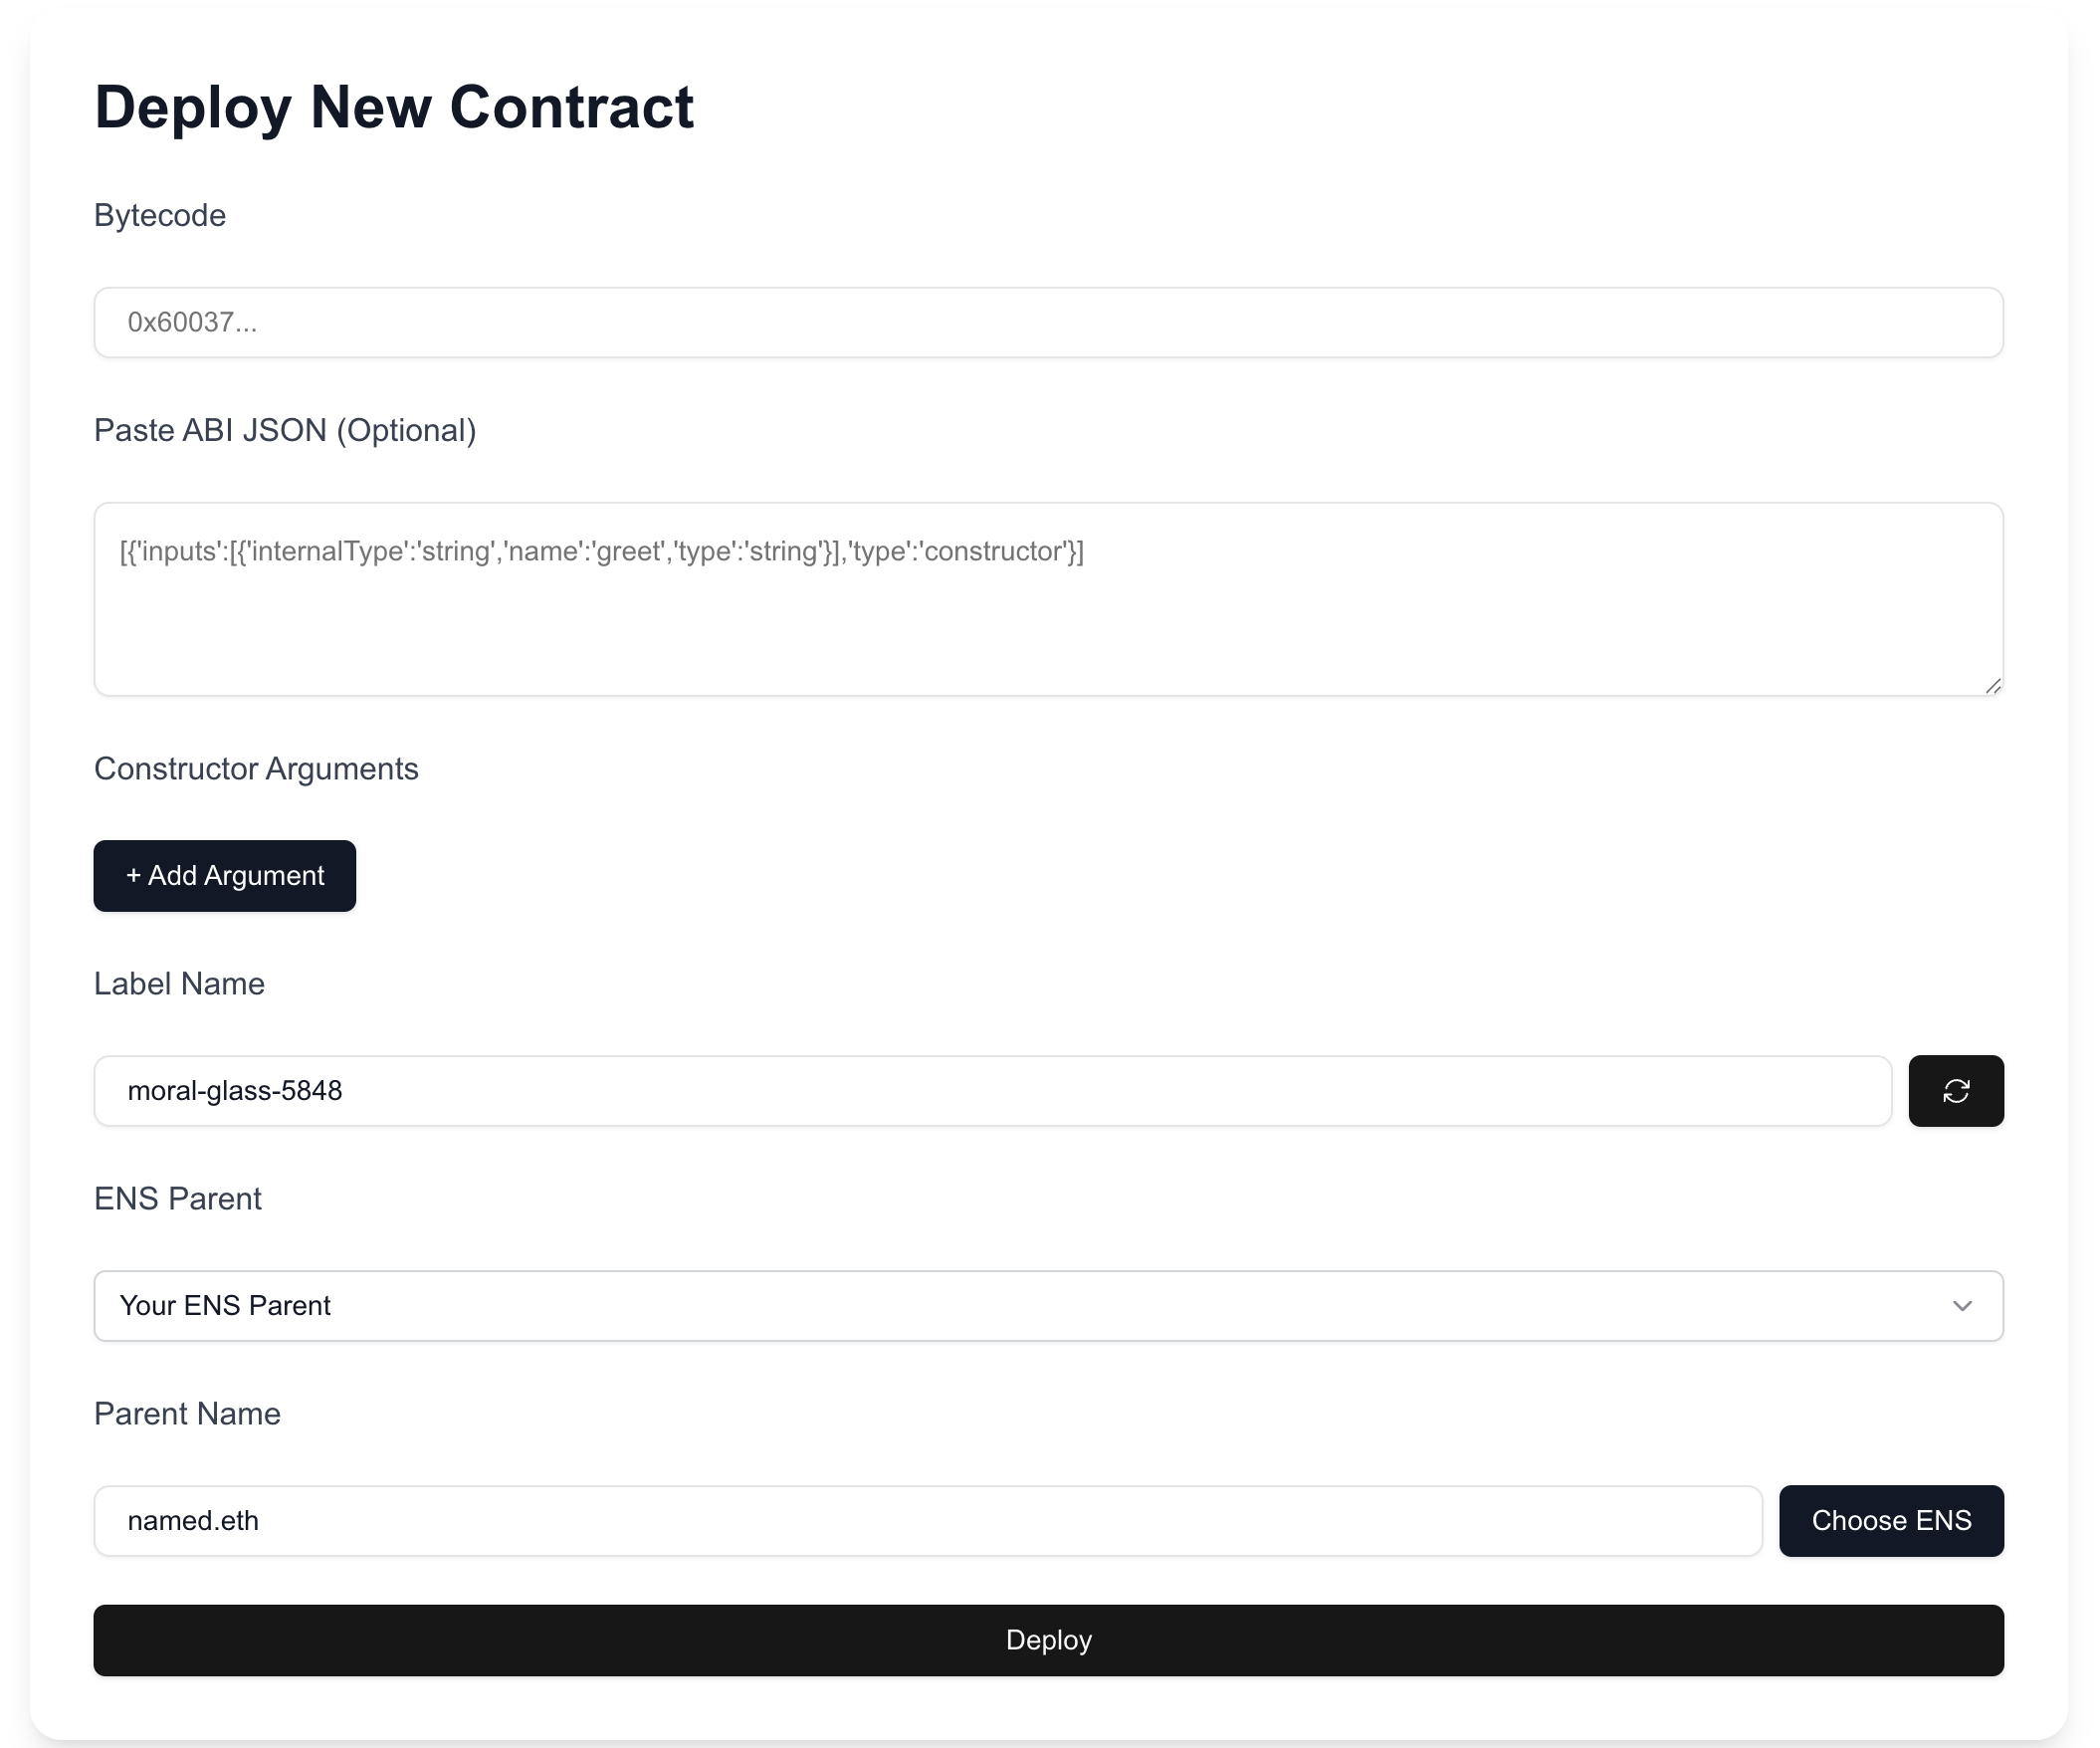 Deploy New Contract
Bytecode
0x60037...
Paste ABI JSON (Optional)
[{'inputs':[{'internalType':'string','name':'greet','type':'string'}],'type':'constructor'}]
Constructor Arguments
+ Add Argument
Label Name
moral-glass-5848
ENS Parent
Your ENS Parent
Parent Name
named.eth
Choose ENS
Deploy